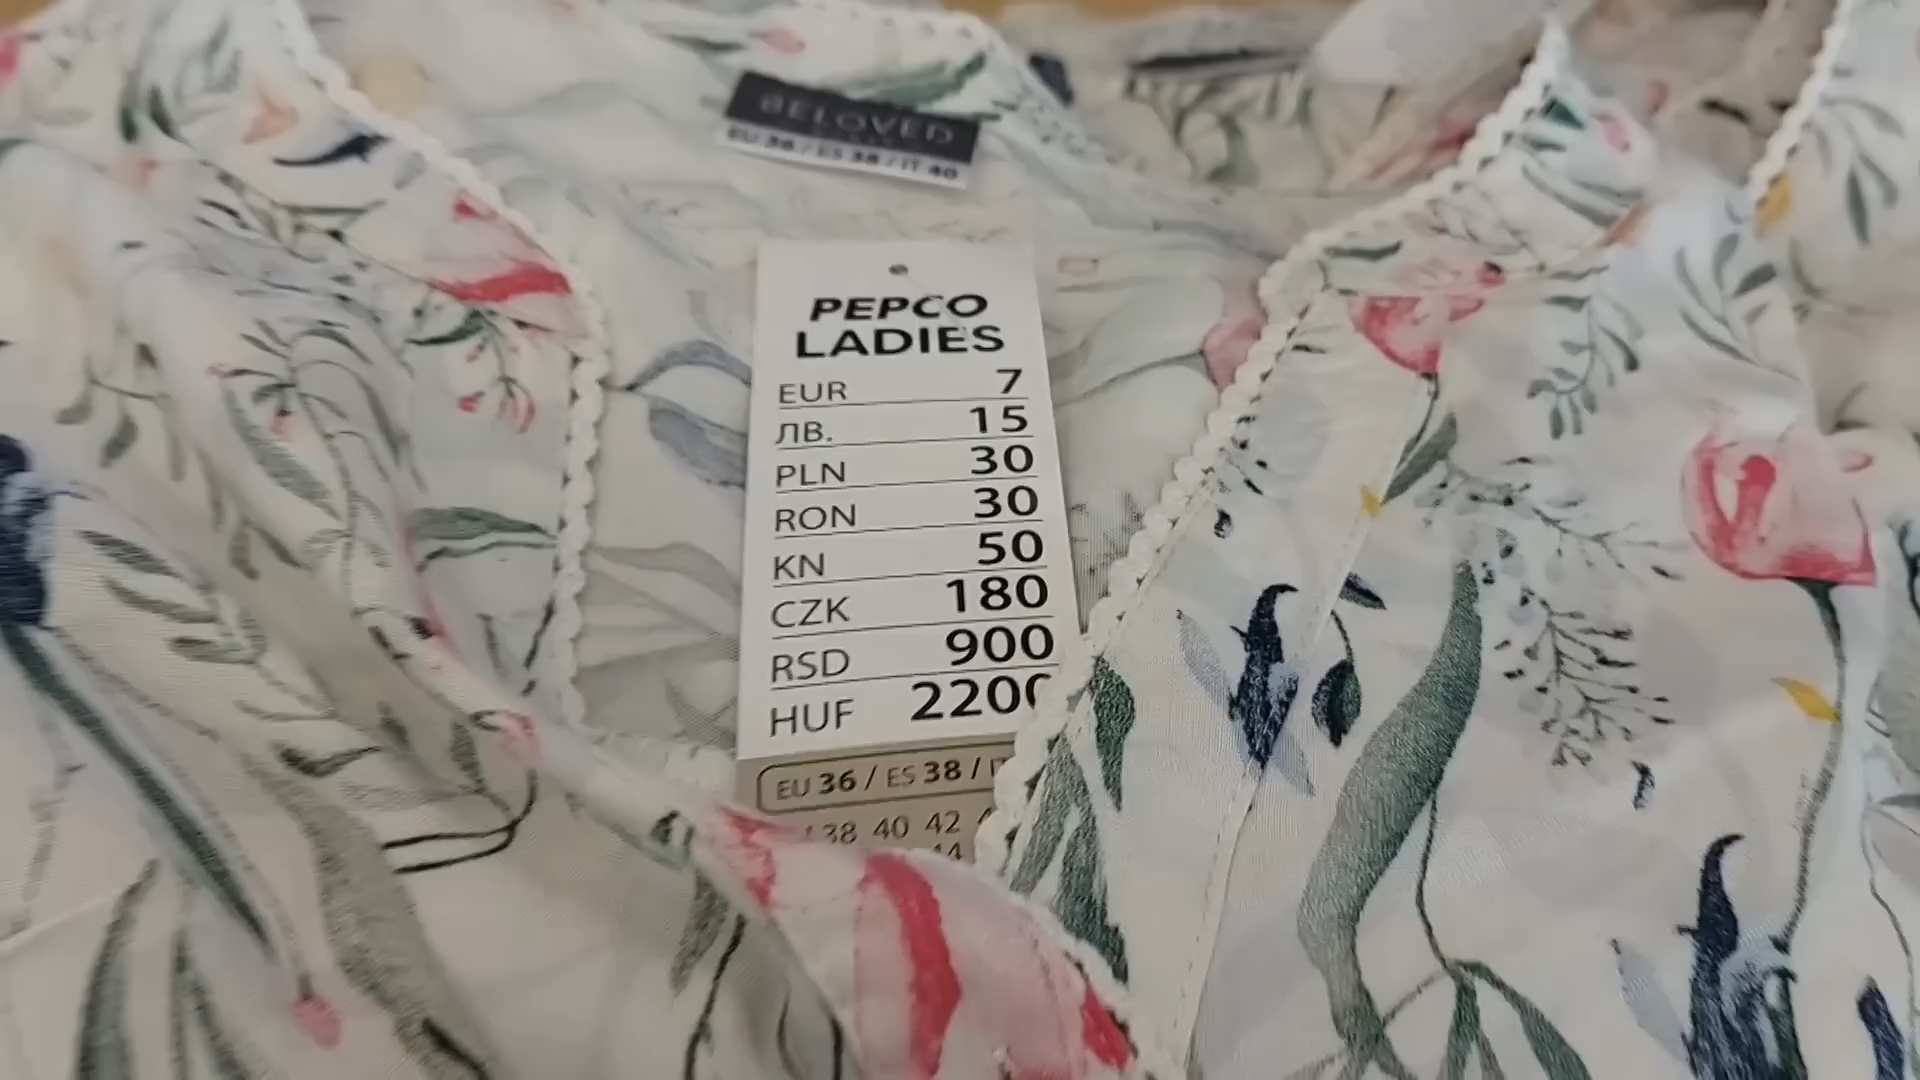 BELOVED
EU 36 / ES 38 / IT 40
PEPCO
LADIES
EUR 7
ЛВ. 15
PLN 30
RON 30
KN 50
CZK 180
RSD 900
HUF 2200
EU 36 / ES 38 /
38 40 42
44